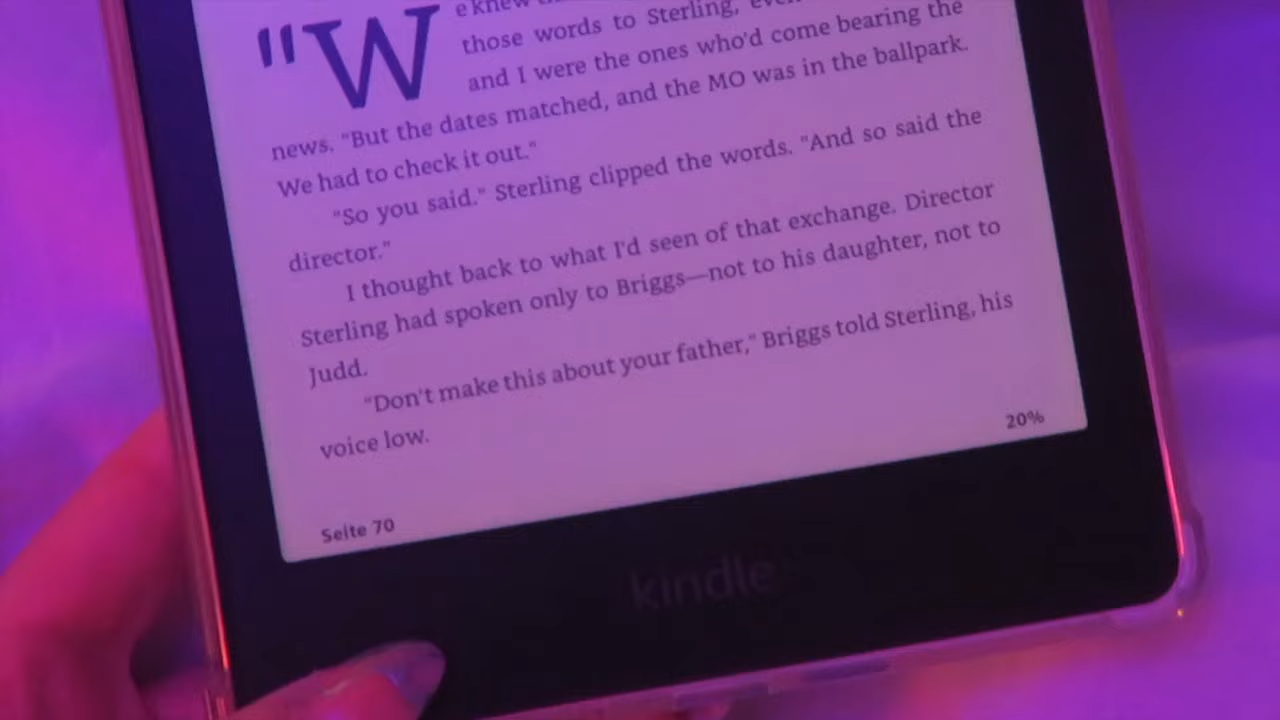 "We knew
those words to Sterling,
and I were the ones who'd come bearing the
news. "But the dates matched, and the MO was in the ballpark.
We had to check it out."
"So you said." Sterling clipped the words. "And so said the
director."
I thought back to what I'd seen of that exchange. Director
Sterling had spoken only to Briggs—not to his daughter, not to
Judd.
"Don't make this about your father," Briggs told Sterling, his
voice low.
20%
Seite 70
kindle